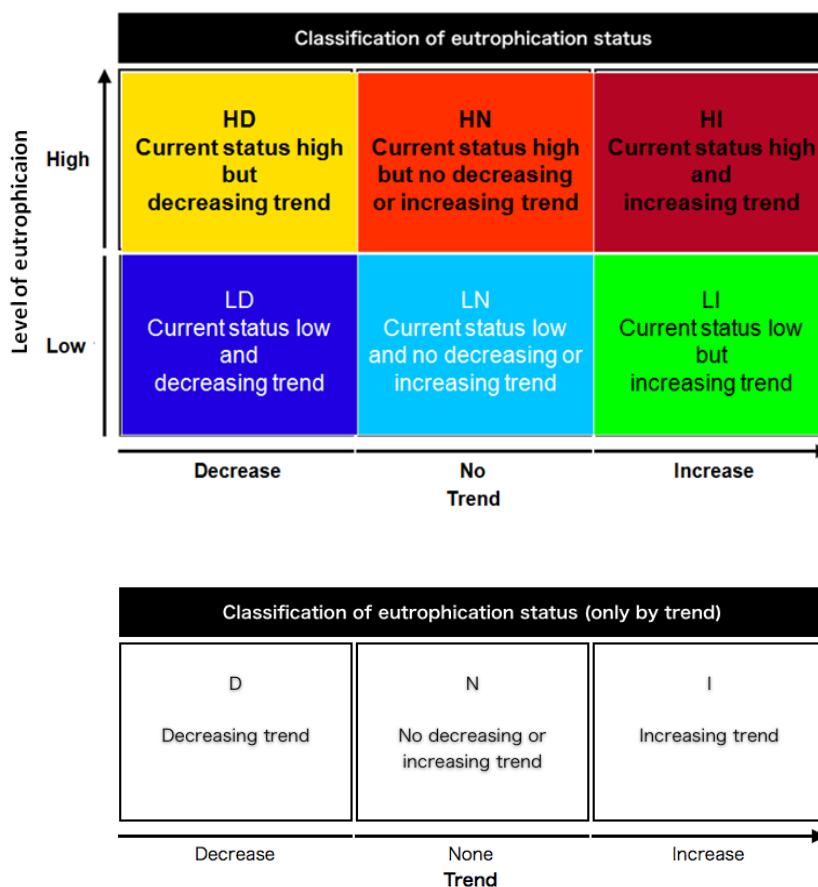 Classification of eutrophication status
Level of eutrophicaion
High
Low
HD
Current status high
but
decreasing trend
HN
Current status high
but no decreasing
or increasing trend
HI
Current status high
and
increasing trend
LD
Current status low
and
decreasing trend
LN
Current status low
and no decreasing or
increasing trend
LI
Current status low
but
increasing trend
Decrease
No
Increase
Trend
Classification of eutrophication status (only by trend)
D
Decreasing trend
N
No decreasing or
increasing trend
I
Increasing trend
Decrease
None
Increase
Trend